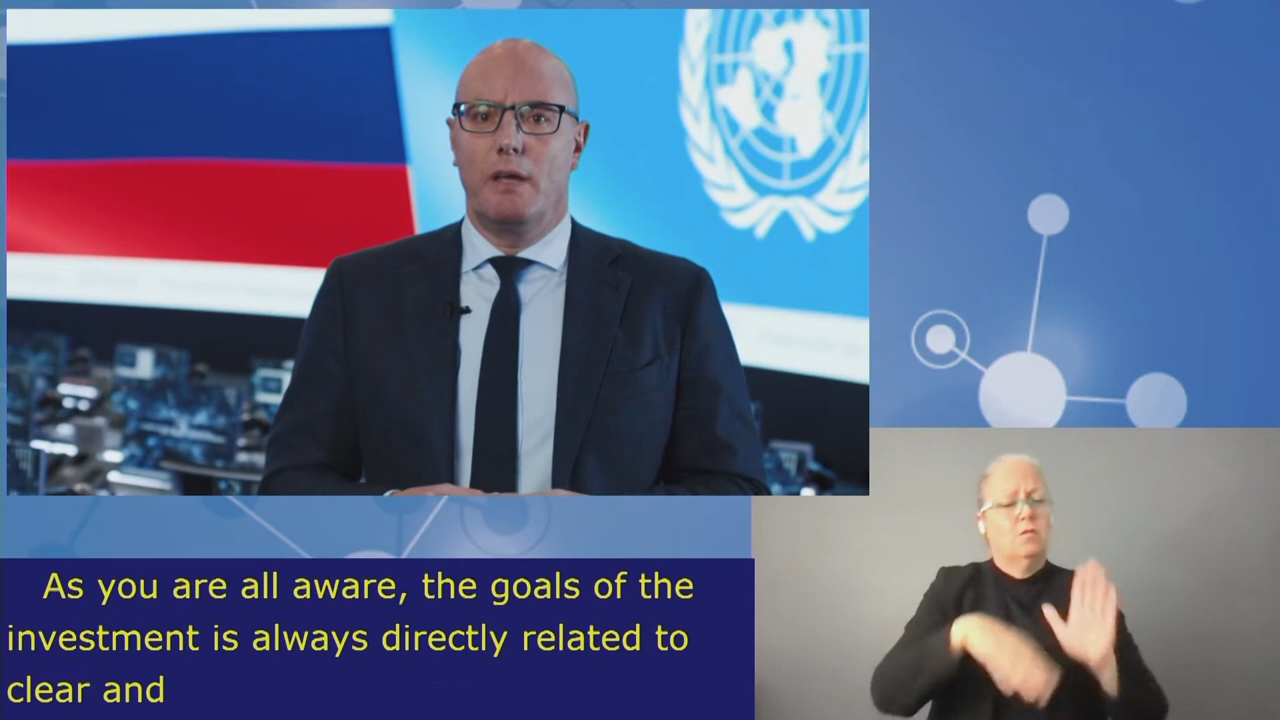 As you are all aware, the goals of the
investment is always directly related to
clear and